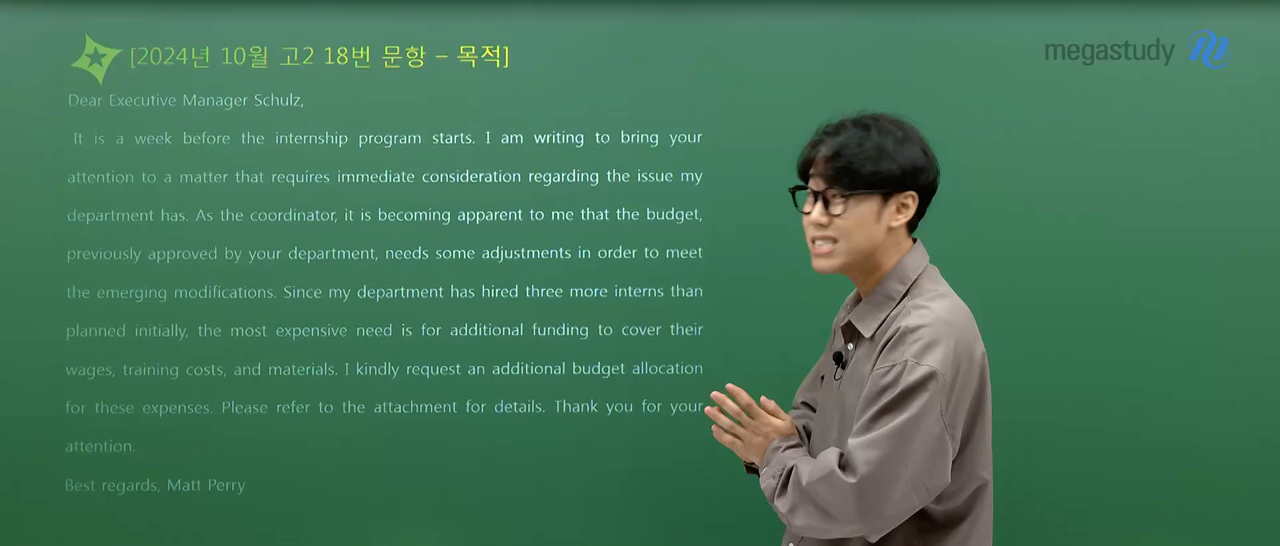 [2024년 10월 고2 18번 문항 – 목적]
megastudy M
Dear Executive Manager Schulz,
It is a week before the internship program starts. I am writing to bring your
attention to a matter that requires immediate consideration regarding the issue my
department has. As the coordinator, it is becoming apparent to me that the budget,
previously approved by your department, needs some adjustments in order to meet
the emerging modifications. Since my department has hired three more interns than
planned initially, the most expensive need is for additional funding to cover their
wages, training costs, and materials. I kindly request an additional budget allocation
for these expenses. Please refer to the attachment for details. Thank you for your
attention.
Best regards, Matt Perry